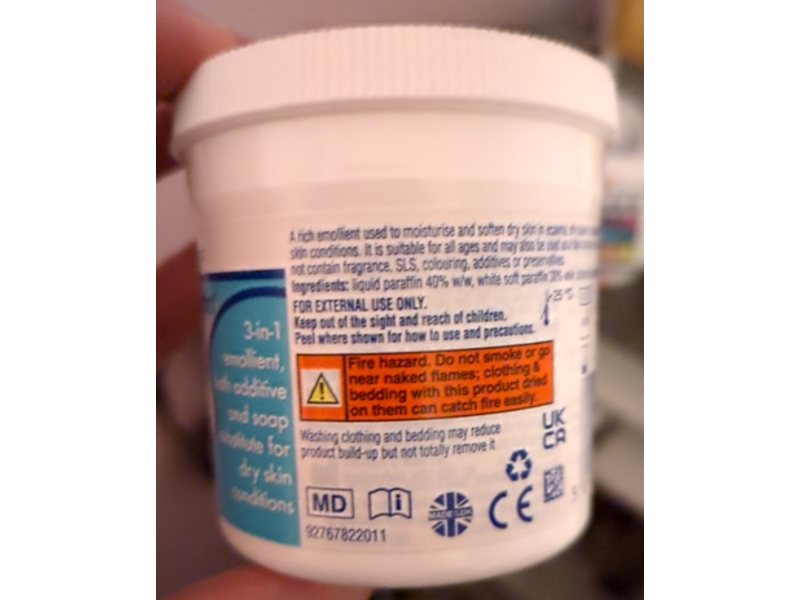 A rich emollient used to moisturise and soften dry skin in eczema
skin conditions. It is suitable for all ages and may also be used
not contain fragrance, SLS, colouring, additives or preservatives
Ingredients: liquid paraffin 40% w/w, white soft paraffin 30%
FOR EXTERNAL USE ONLY.
25 °C
Keep out of the sight and reach of children.
Peel where shown for how to use and precautions.
Fire hazard. Do not smoke or go
near naked flames; clothing &
bedding with this product dried
on them can catch fire easily.
Washing clothing and bedding may reduce
product build-up but not totally remove it
UK
CA
MD
i
MADE IN UK
CE
92767822011
3-in-1
emollient,
additive
and soap
for
dry skin
conditions